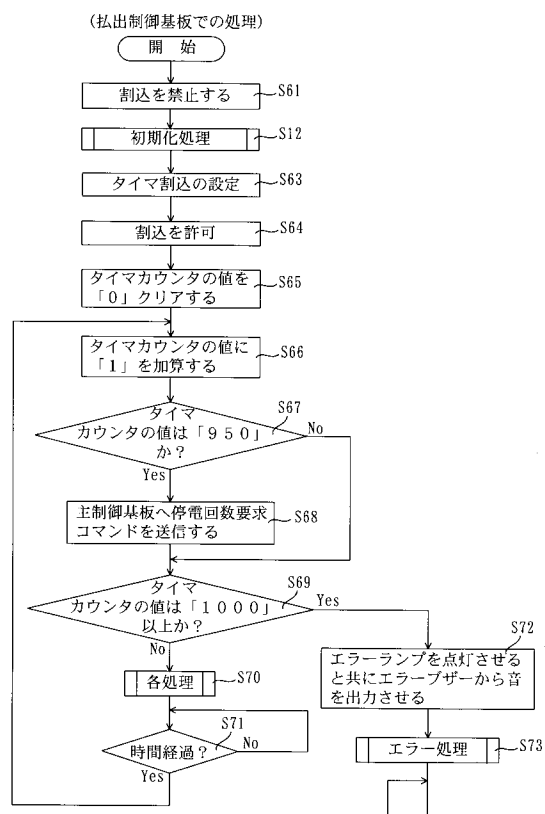 (払出制御基板での処理)
開 始
割込を禁止する
S61
初期化処理
S12
タイマ割込の設定
S63
割込を許可
S64
タイマカウンタの値を
「0」クリアする
S65
タイマカウンタの値に
「1」を加算する
S66
タイマ
カウンタの値は「950」
か?
S67
No
Yes
主制御基板へ停電回数要求
コマンドを送信する
S68
タイマ
カウンタの値は「1000」
以上か?
S69
Yes
No
各処理
S70
時間経過?
S71
No
Yes
エラーランプを点灯させる
と共にエラーブザーから音
を出力させる
S72
エラー処理
S73